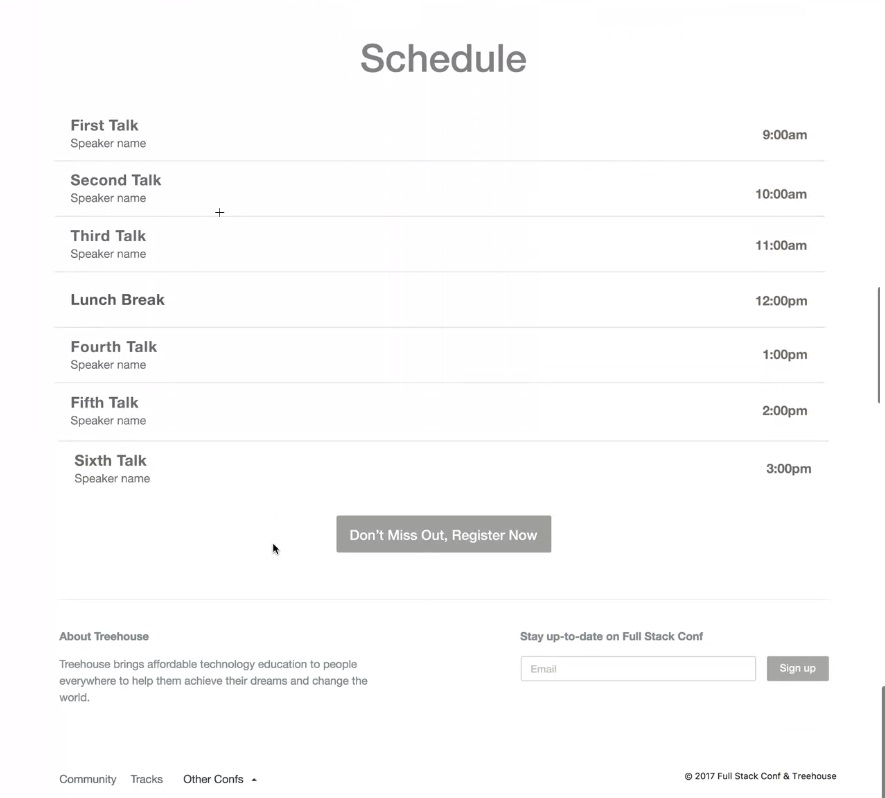 Schedule
First Talk
Speaker name
9:00am
Second Talk
Speaker name
10:00am
Third Talk
Speaker name
11:00am
Lunch Break
12:00pm
Fourth Talk
Speaker name
1:00pm
Fifth Talk
Speaker name
2:00pm
Sixth Talk
Speaker name
3:00pm
Don't Miss Out, Register Now
About Treehouse
Treehouse brings affordable technology education to people
everywhere to help them achieve their dreams and change the
world.
Stay up-to-date on Full Stack Conf
Email
Sign up
Community Tracks Other Confs
© 2017 Full Stack Conf & Treehouse